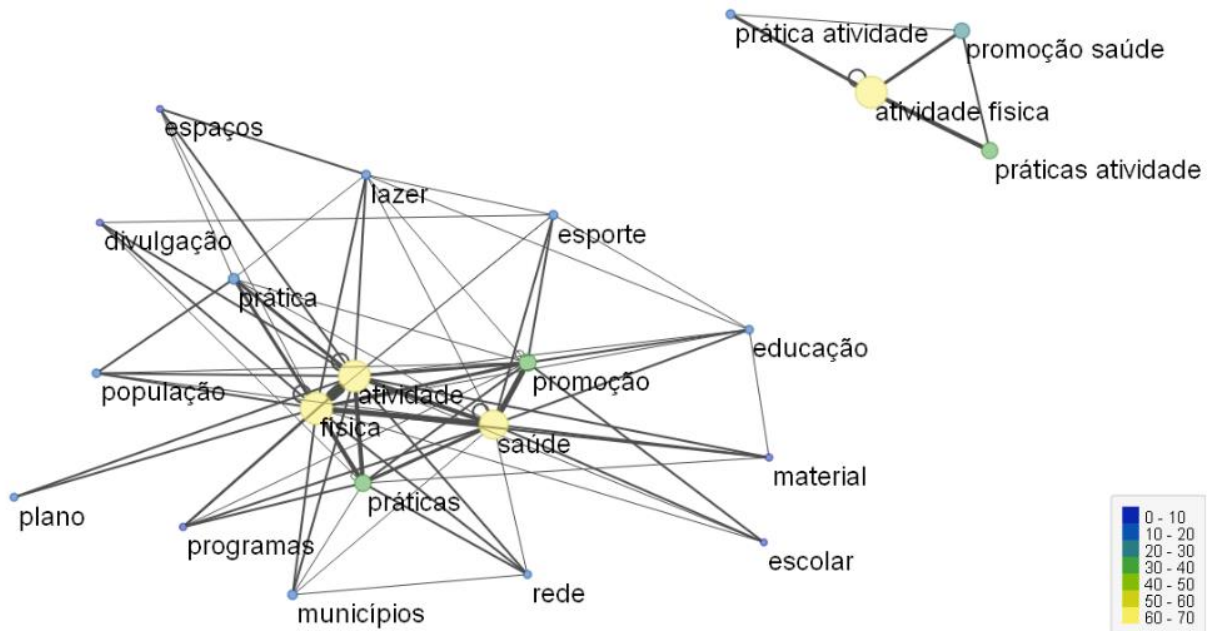 prática atividade
promoção saúde
atividade física
práticas atividade
espaços
lazer
divulgação
esporte
prática
educação
população
atividade
promoção
física
saúde
práticas
material
plano
programas
escolar
municípios
rede
0 - 10
10 - 20
20 - 30
30 - 40
40 - 50
50 - 60
60 - 70